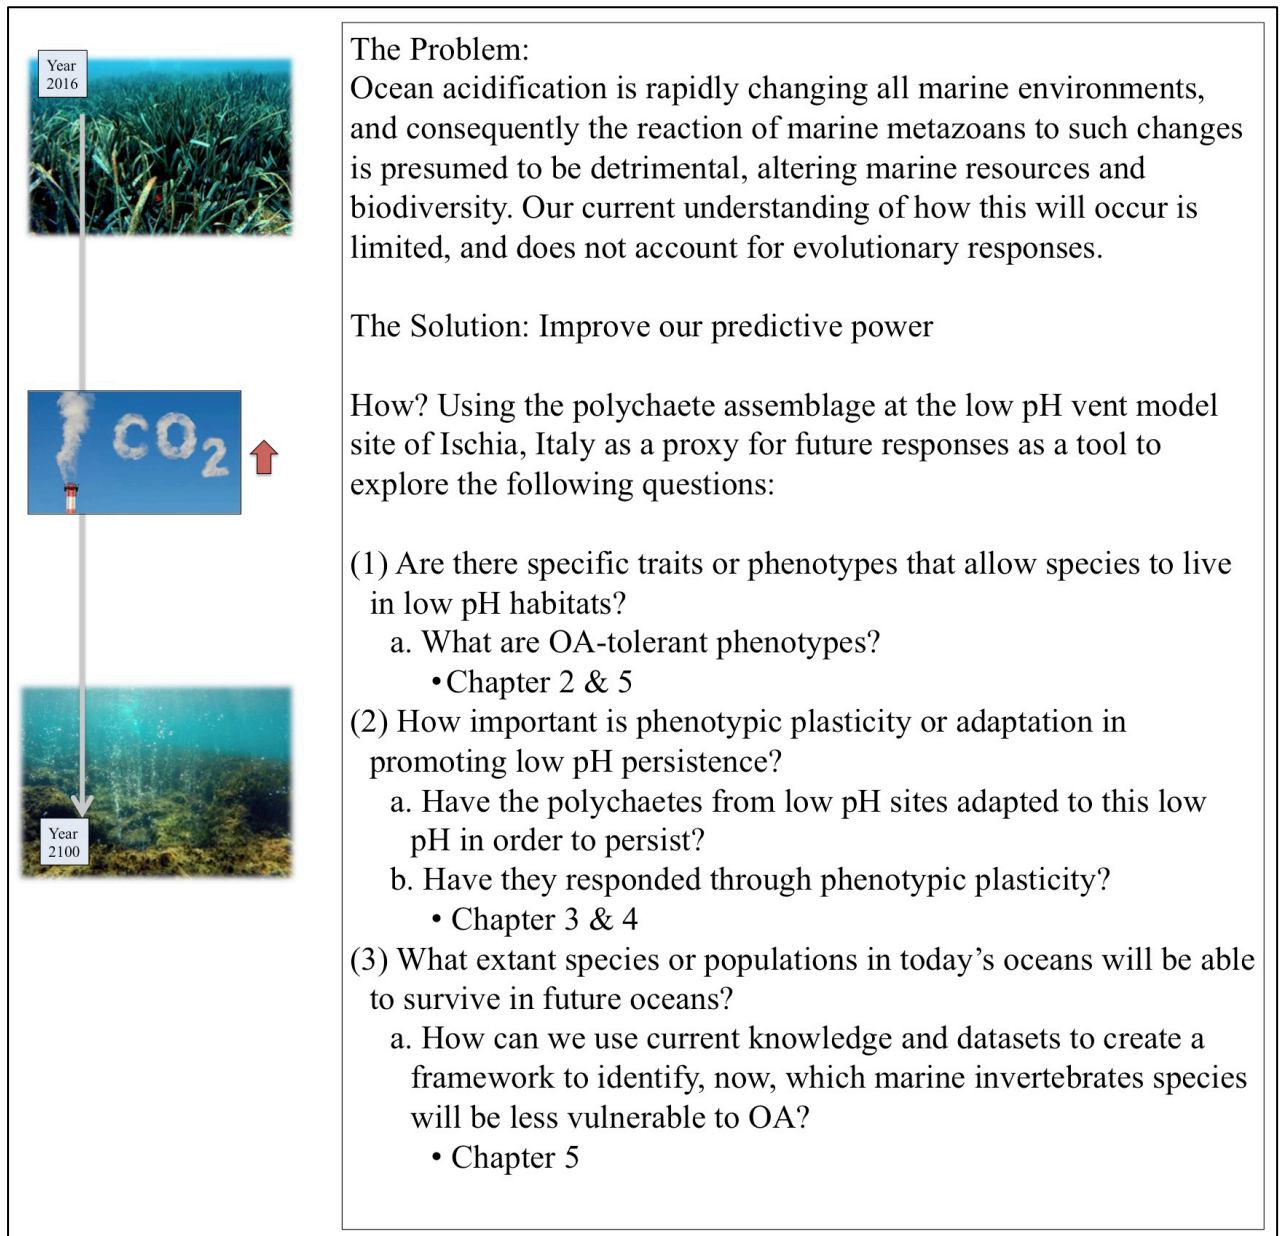 Year
2016
CO2
Year
2100
The Problem:
Ocean acidification is rapidly changing all marine environments,
and consequently the reaction of marine metazoans to such changes
is presumed to be detrimental, altering marine resources and
biodiversity. Our current understanding of how this will occur is
limited, and does not account for evolutionary responses.
The Solution: Improve our predictive power
How? Using the polychaete assemblage at the low pH vent model
site of Ischia, Italy as a proxy for future responses as a tool to
explore the following questions:
(1) Are there specific traits or phenotypes that allow species to live
in low pH habitats?
a. What are OA-tolerant phenotypes?
•Chapter 2 & 5
(2) How important is phenotypic plasticity or adaptation in
promoting low pH persistence?
a. Have the polychaetes from low pH sites adapted to this low
pH in order to persist?
b. Have they responded through phenotypic plasticity?
• Chapter 3 & 4
(3) What extant species or populations in today’s oceans will be able
to survive in future oceans?
a. How can we use current knowledge and datasets to create a
framework to identify, now, which marine invertebrates species
will be less vulnerable to OA?
• Chapter 5